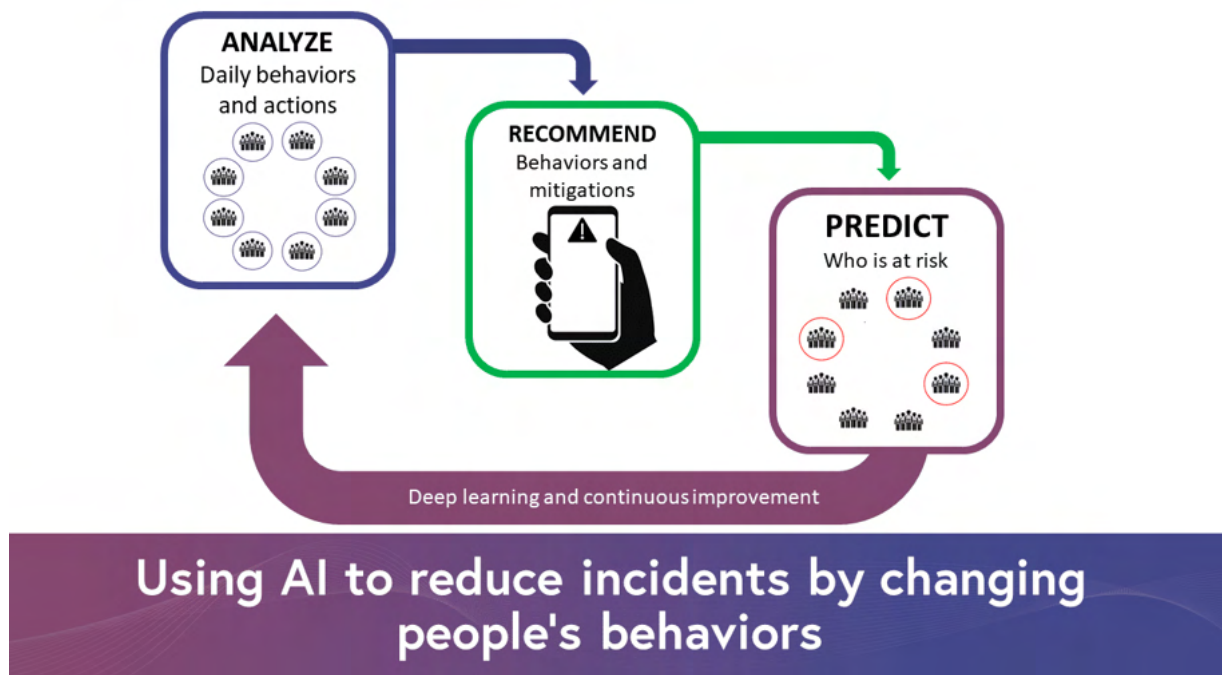 ANALYZE
Daily behaviors
and actions
RECOMMEND
Behaviors and
mitigations
PREDICT
Who is at risk
Deep learning and continuous improvement
Using AI to reduce incidents by changing
people's behaviors